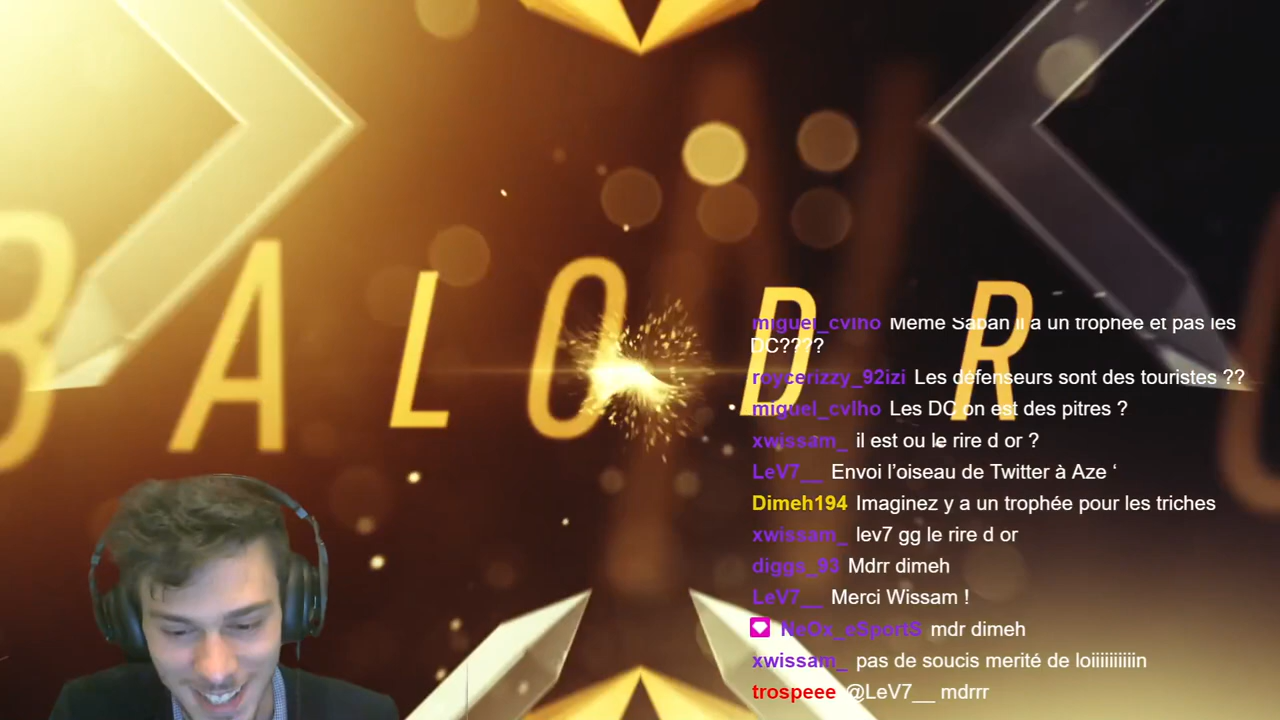 BALO D R
miguel_cvlho Même Saban il a un trophée et pas les
DC????
roycerizzy_92izi Les défenseurs sont des touristes ??
miguel_cvlho Les DC on est des pitres ?
xwissam_ il est ou le rire d or ?
LeV7__ Envoi l’oiseau de Twitter à Aze ‘
Dimeh194 Imaginez y a un trophée pour les triches
xwissam_ lev7 gg le rire d or
diggs_93 Mdrr dimeh
LeV7__ Merci Wissam !
NeOx_eSportS mdr dimeh
xwissam_ pas de soucis merité de loiiiiiiiiiin
trospeee @LeV7__ mdrrr